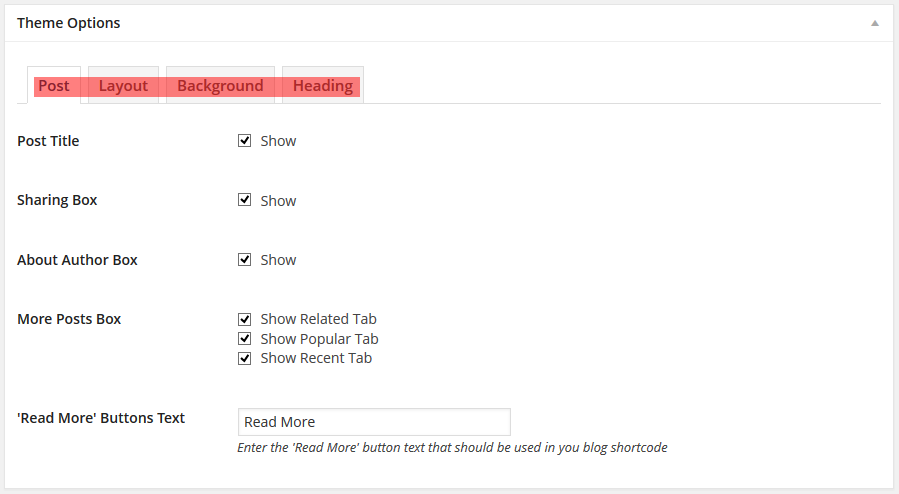 Theme Options
Post Layout Background Heading
Post Title Show
Sharing Box Show
About Author Box Show
More Posts Box Show Related Tab
Show Popular Tab
Show Recent Tab
'Read More' Buttons Text Read More
Enter the 'Read More' button text that should be used in you blog shortcode